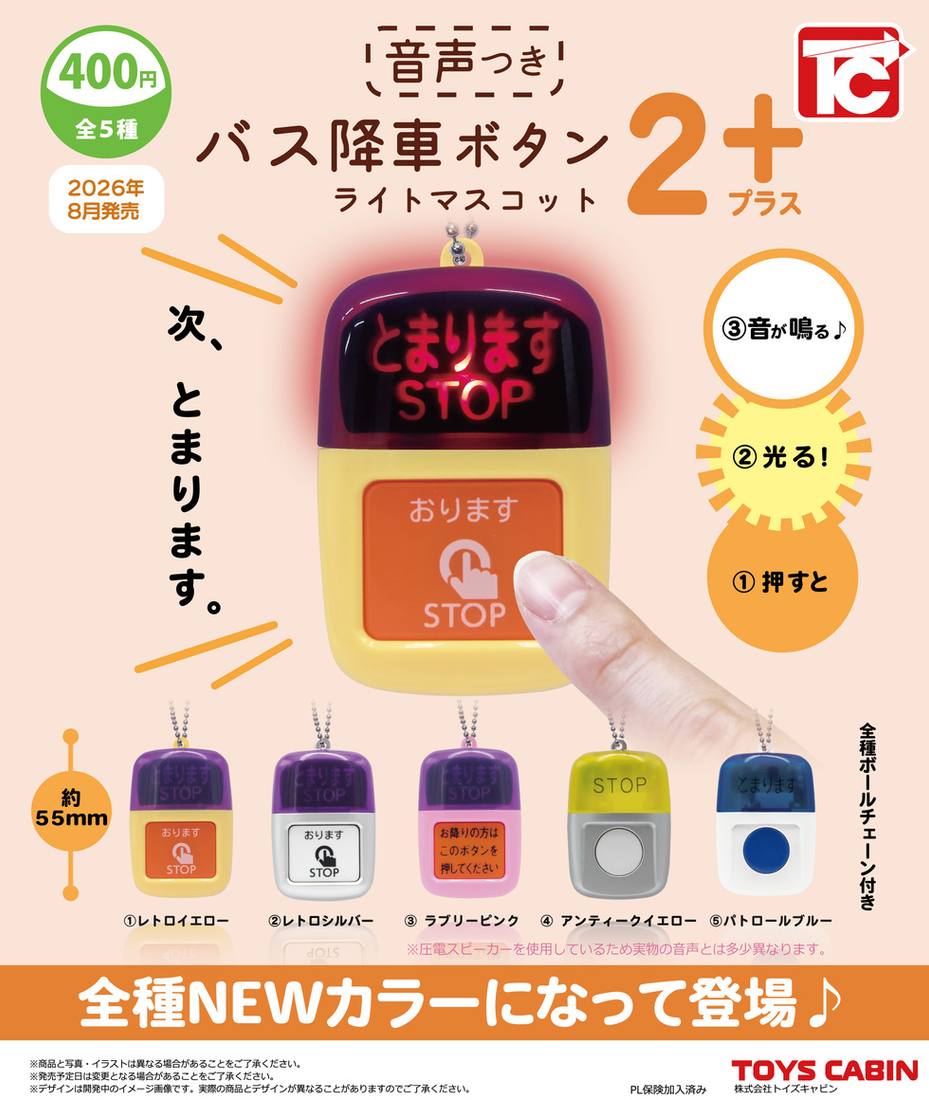 400円
全5種
2026年
8月発売
音声つき
バス降車ボタン
ライトマスコット
2+
プラス
TC
次、とまります。
とまります
STOP
おります
STOP
③音が鳴る♪
②光る!
①押すと
約
55mm
全種ボールチェーン付き
とまります
STOP
おります
STOP
とまります
STOP
おります
STOP
とまります
STOP
お降りの方は
このボタンを
押してください
STOP
とまります
①レトロイエロー
②レトロシルバー
③ ラブリーピンク
④ アンティークイエロー
⑤パトロールブルー
※圧電スピーカーを使用しているため実物の音声とは多少異なります。
全種NEWカラーになって登場♪
※商品と写真・イラストは異なる場合があることをご了承ください。
※発売予定日は変更となる場合があることをご了承ください。
※デザインは開発中のイメージ画像です。実際の商品とデザインが異なることがありますのでご了承ください。
PL保険加入済み
TOYS CABIN
株式会社トイズキャビン